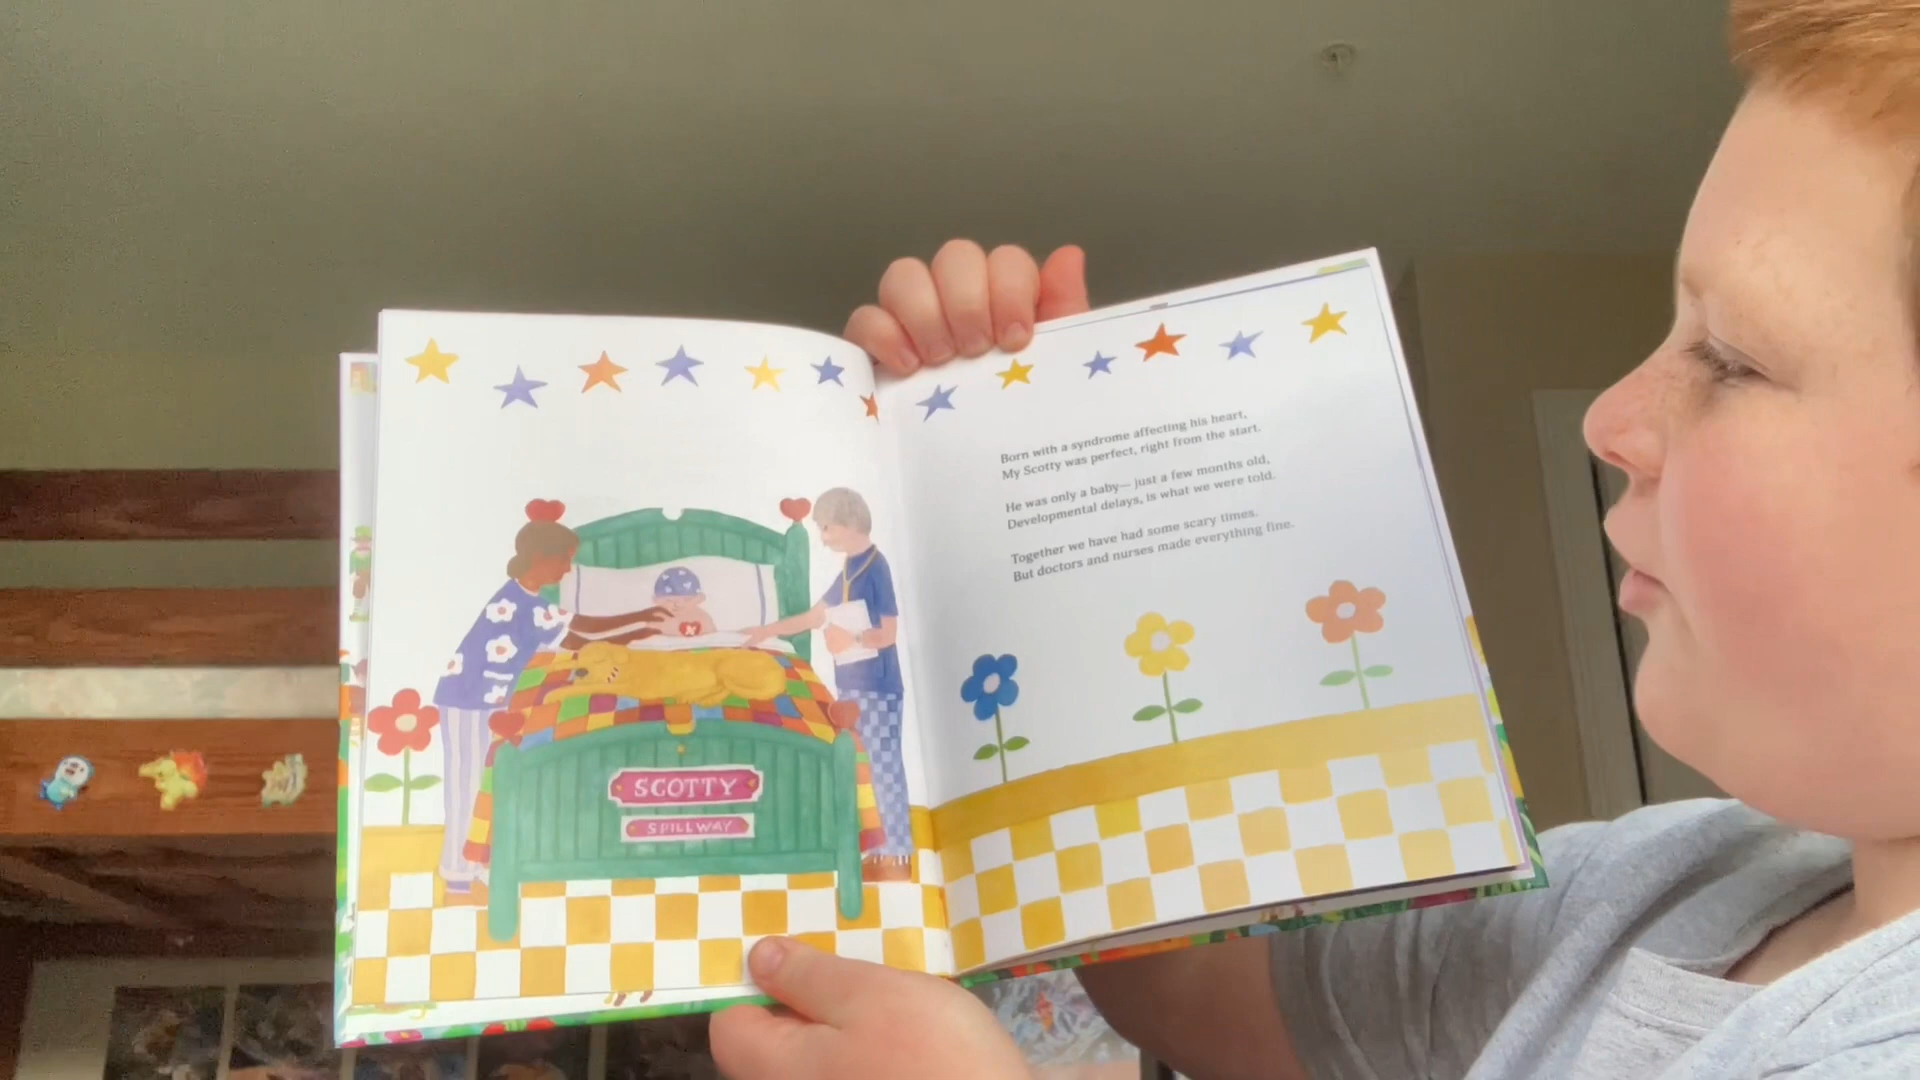 SCOTTY
SPILLWAY
Born with a syndrome affecting his heart,
My Scotty was perfect, right from the start.
He was only a baby— just a few months old,
Developmental delays, is what we were told.
Together we have had some scary times.
But doctors and nurses made everything fine.